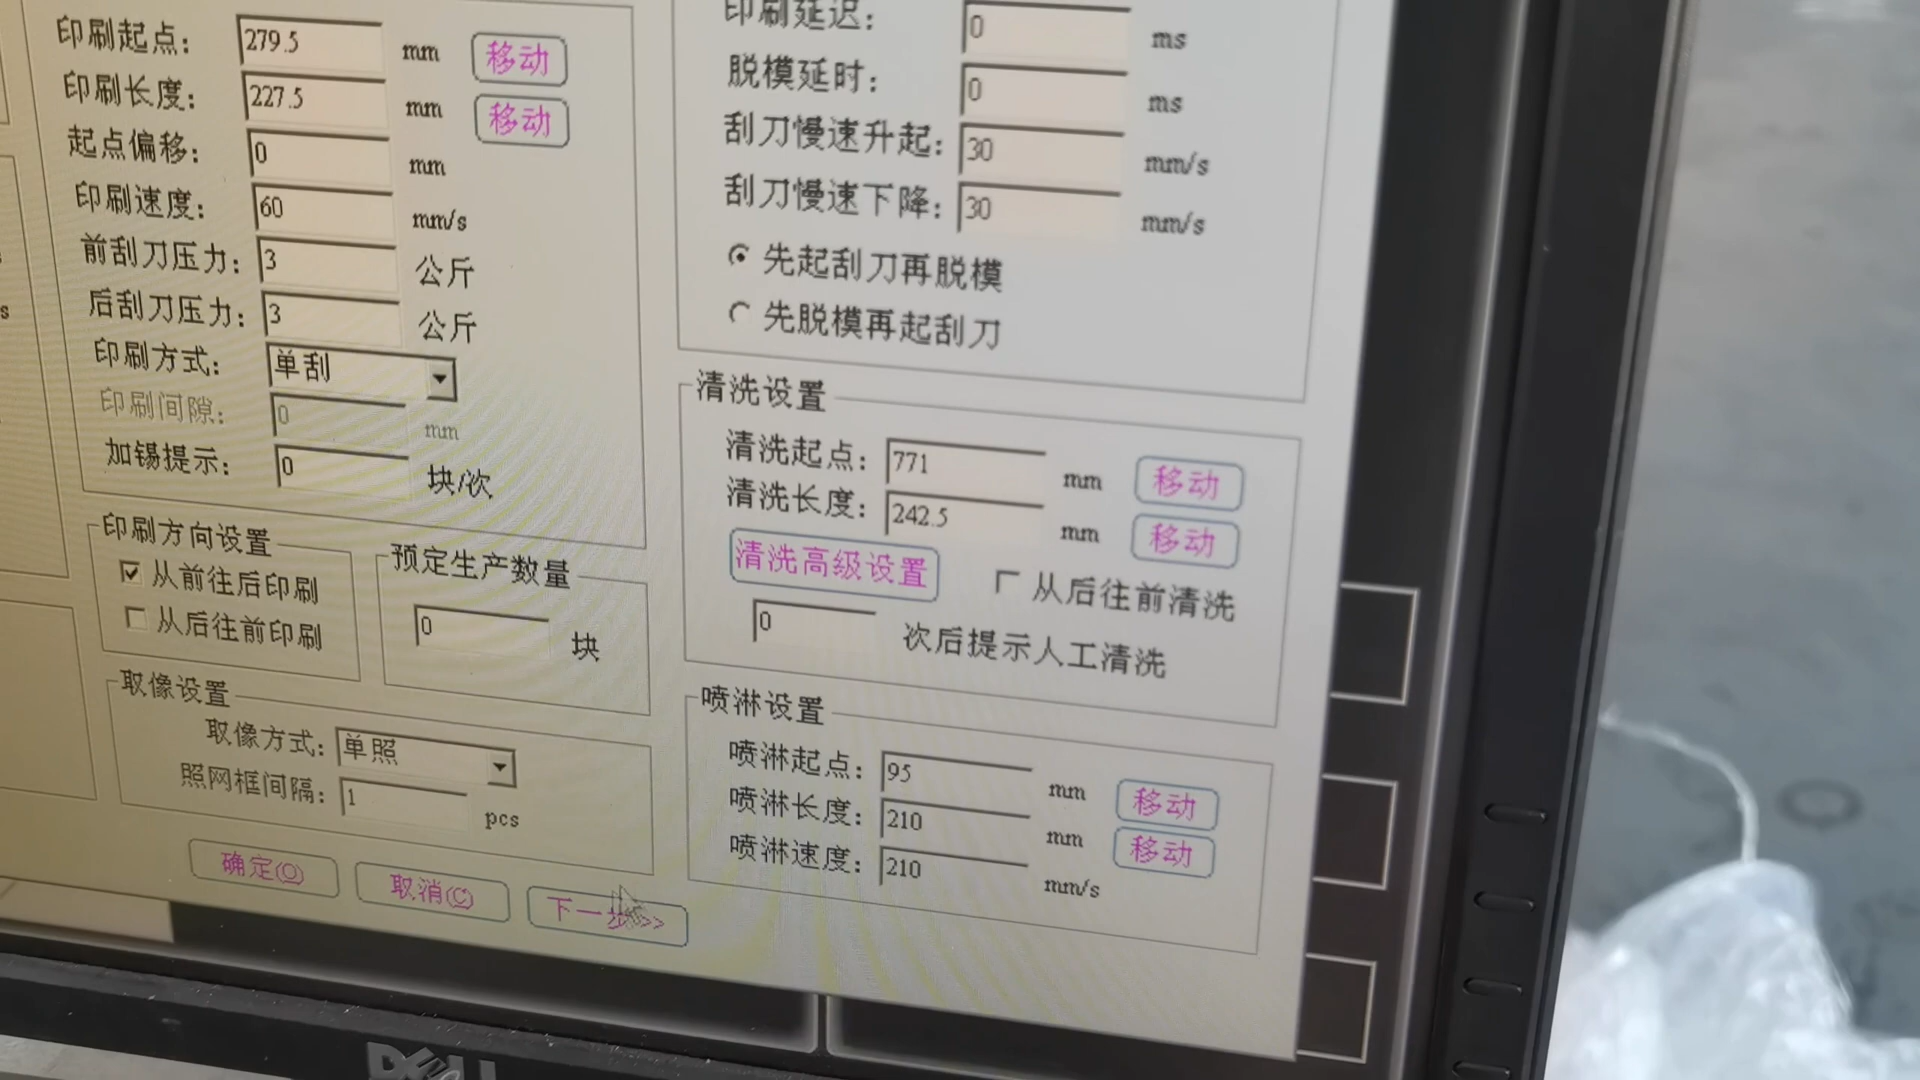 印刷起点: 279.5 mm 移动
印刷长度: 227.5 mm 移动
起点偏移: 0 mm
印刷速度: 60 mm/s
前刮刀压力: 3 公斤
后刮刀压力: 3 公斤
印刷方式: 单刮
印刷间隙: 0 mm
加锡提示: 0 块/次
印刷方向设置
从前往后印刷
从后往前印刷
预定生产数量
0 块
取像设置
取像方式: 单照
照网框间隔: 1 pcs
确定(O) 取消(C) 下一步>>
印刷延迟: 0 ms
脱模延时: 0 ms
刮刀慢速升起: 30 mm/s
刮刀慢速下降: 30 mm/s
先起刮刀再脱模
先脱模再起刮刀
清洗设置
清洗起点: 771 mm 移动
清洗长度: 242.5 mm 移动
清洗高级设置 从后往前清洗
0 次后提示人工清洗
喷淋设置
喷淋起点: 95 mm 移动
喷淋长度: 210 mm 移动
喷淋速度: 210 mm/s
DELL